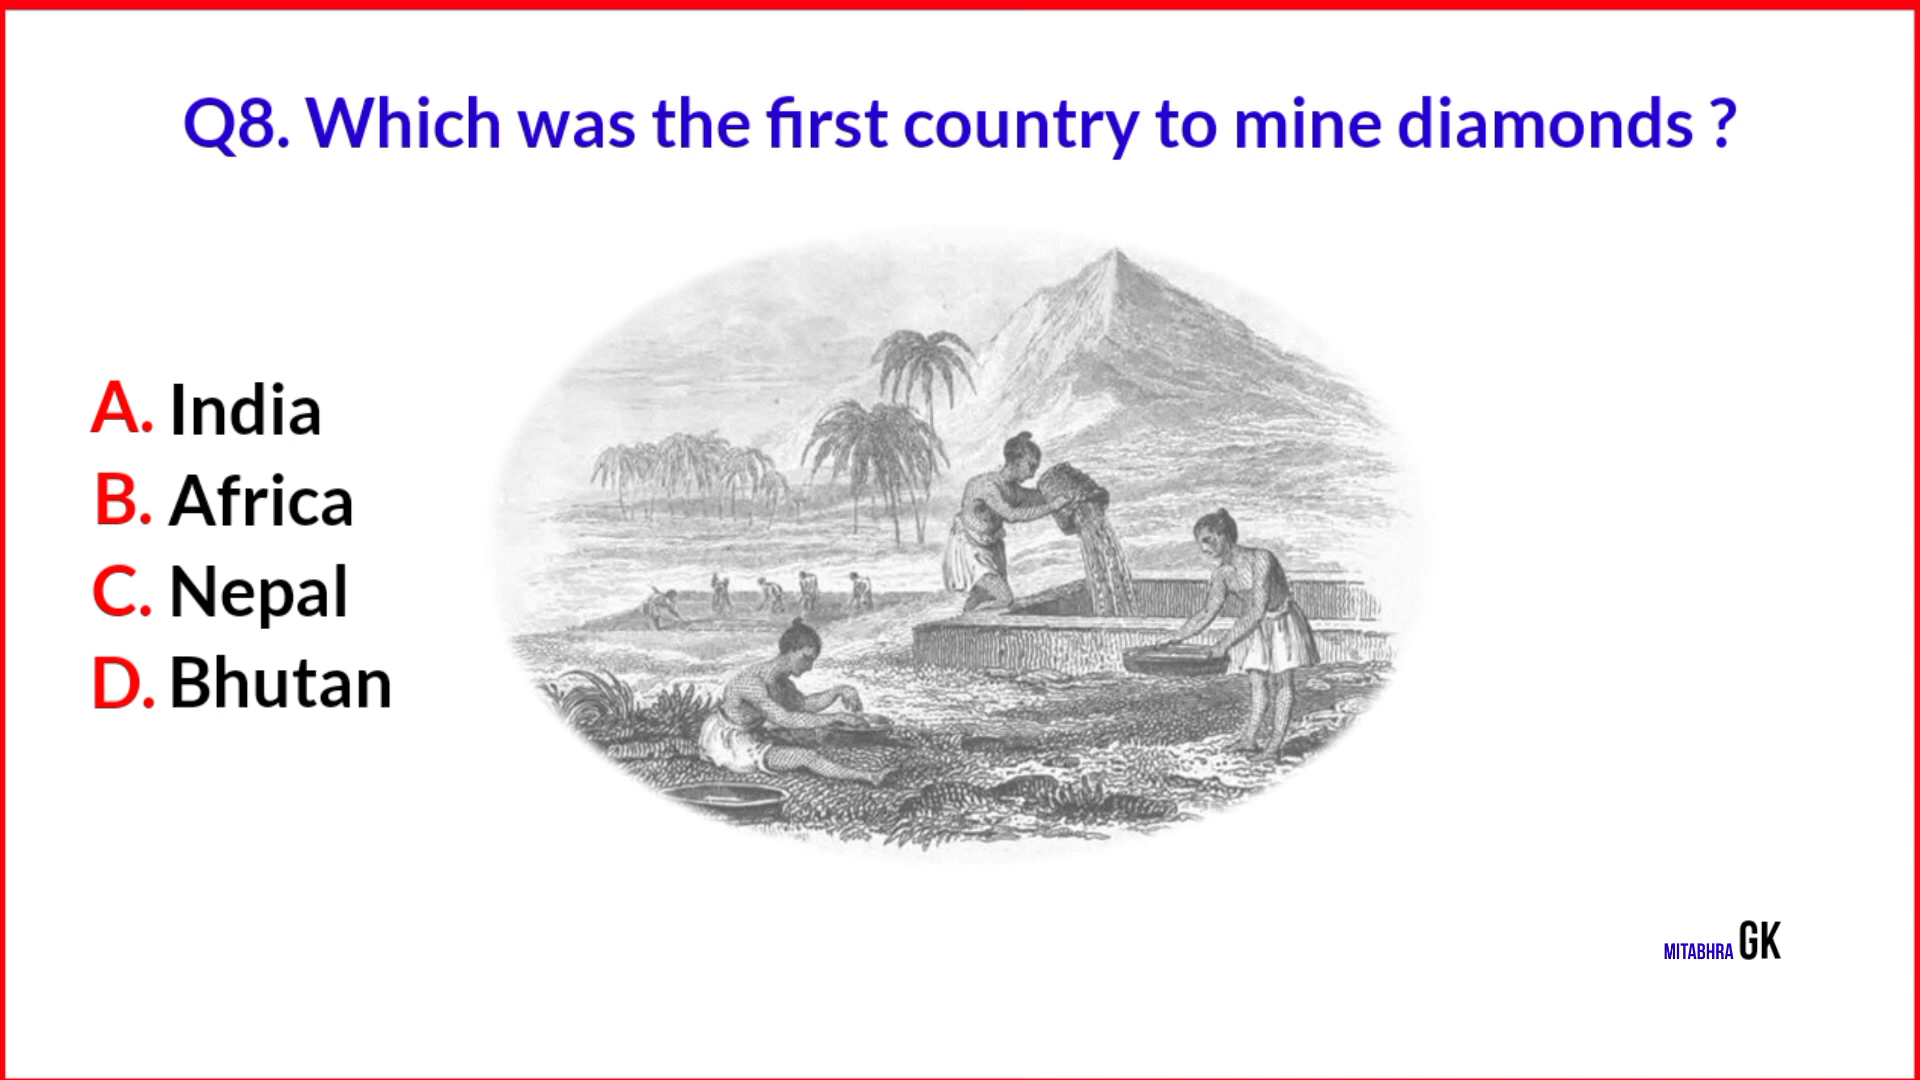 Q8. Which was the first country to mine diamonds ?
A. India
B. Africa
C. Nepal
D. Bhutan
MITABHRA GK